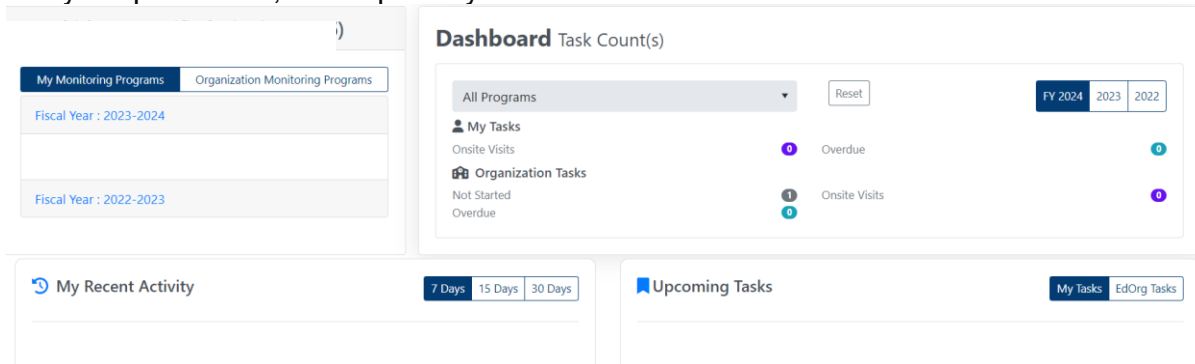 )
My Monitoring Programs Organization Monitoring Programs
Fiscal Year : 2023-2024
Fiscal Year : 2022-2023
Dashboard Task Count(s)
All Programs Reset FY 2024 2023 2022
My Tasks
Onsite Visits 0 Overdue 0
Organization Tasks
Not Started 1 Onsite Visits 0
Overdue 0
My Recent Activity 7 Days 15 Days 30 Days
Upcoming Tasks My Tasks EdOrg Tasks